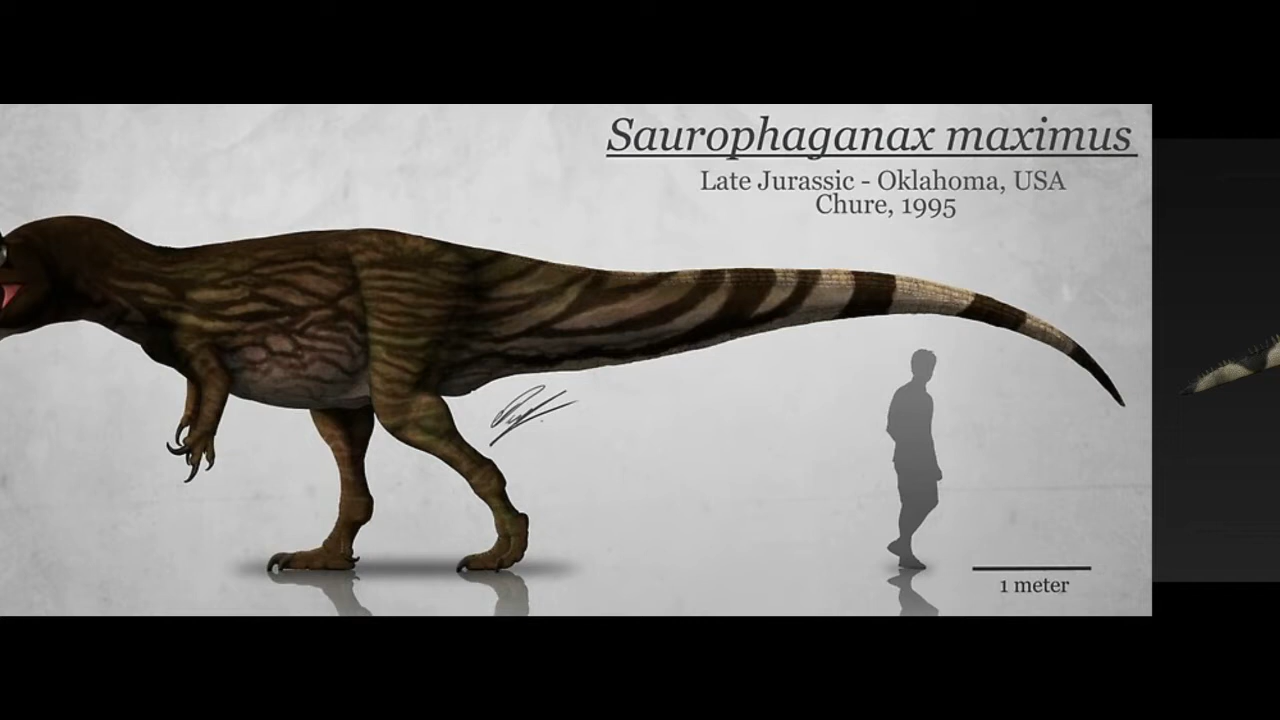 Saurophaganax maximus
Late Jurassic - Oklahoma, USA
Chure, 1995
1 meter